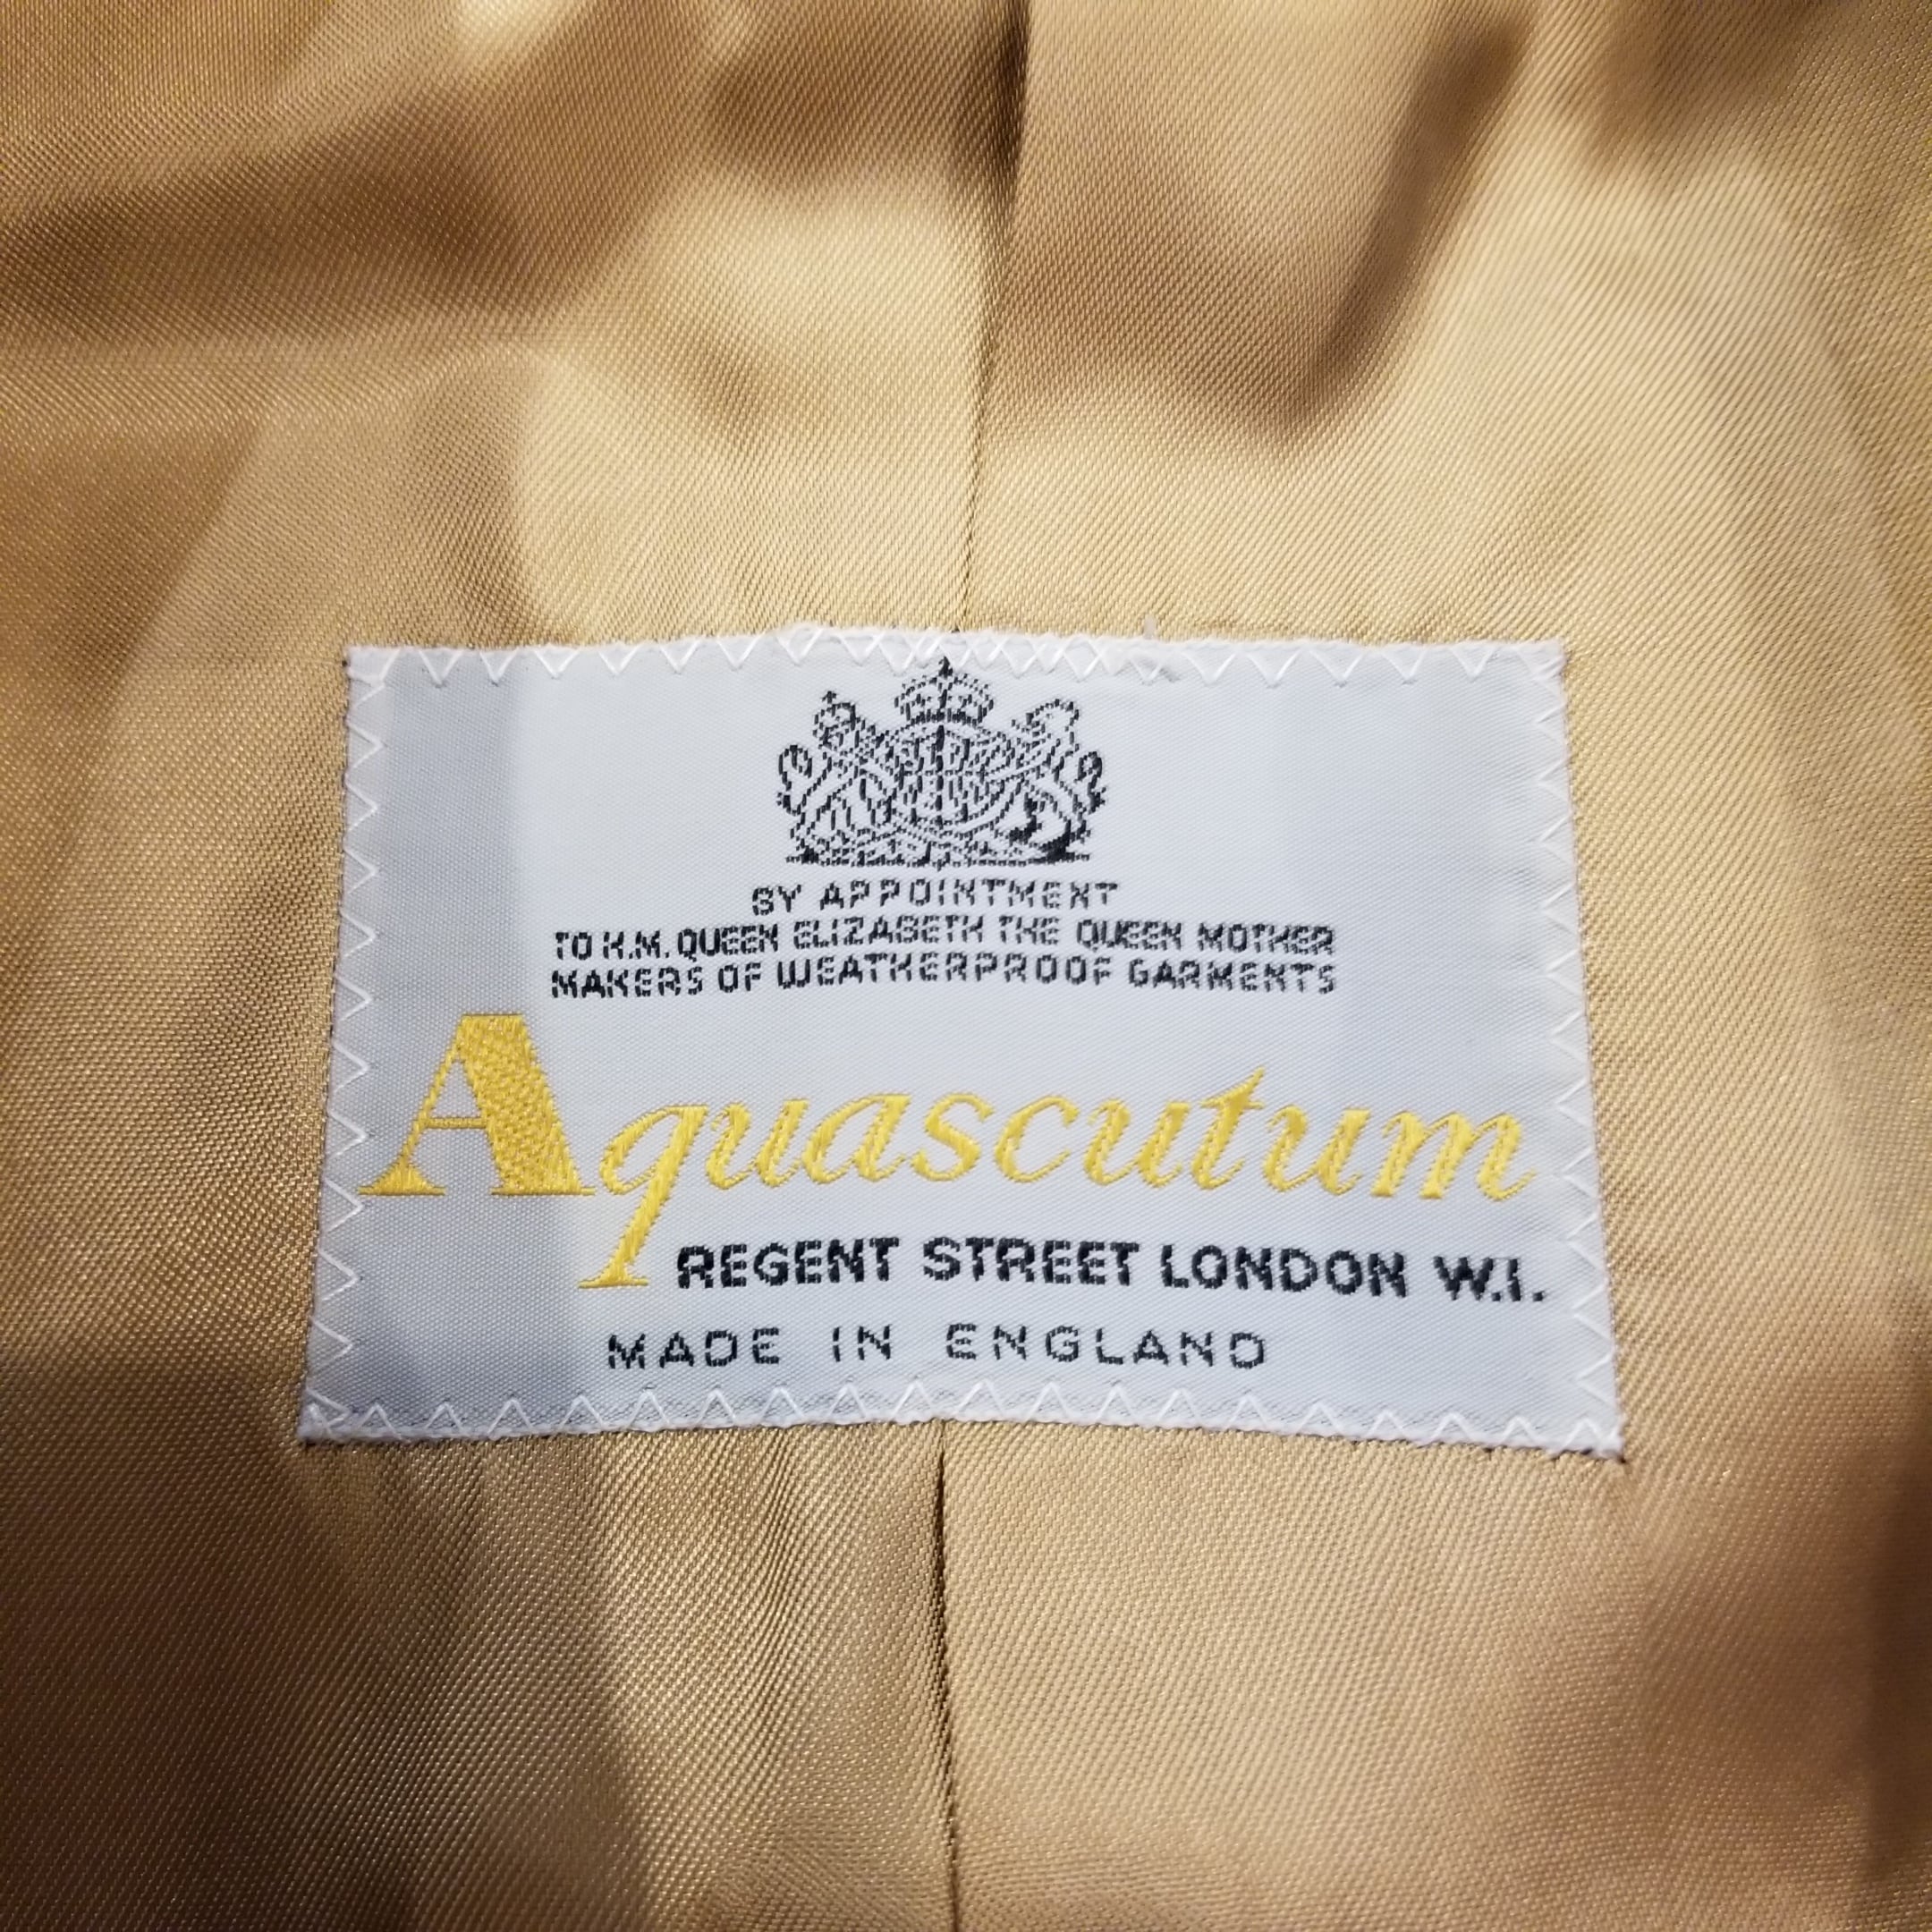 BY APPOINTMENT
TO H.M. QUEEN ELIZABETH THE QUEEN MOTHER
MAKERS OF WEATHERPROOF GARMENTS
Aquascutum
REGENT STREET LONDON W.I.
MADE IN ENGLAND